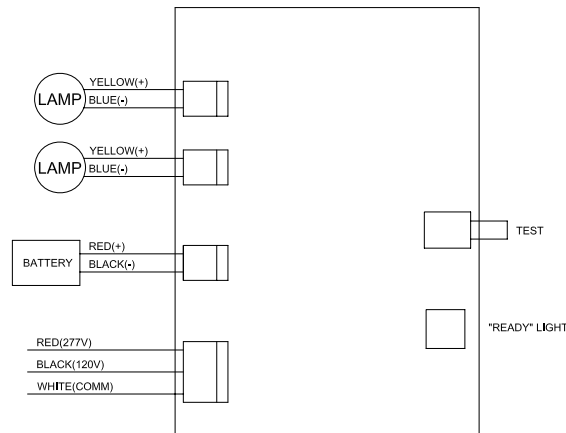 YELLOW(+)
LAMP
BLUE(-)
YELLOW(+)
LAMP
BLUE(-)
RED(+)
BATTERY
BLACK(-)
TEST
"READY" LIGHT
RED(277V)
BLACK(120V)
WHITE(COMM)